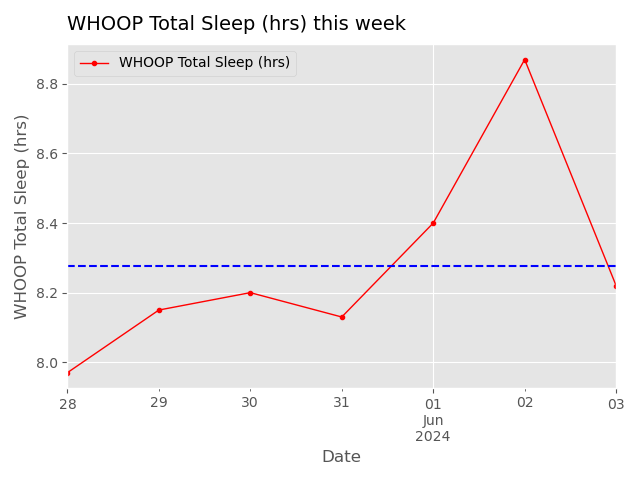 WHOOP Total Sleep (hrs) this week
WHOOP Total Sleep (hrs)
WHOOP Total Sleep (hrs)
8.8
8.6
8.4
8.2
8.0
28 29 30 31 01 02 03
Jun
2024
Date